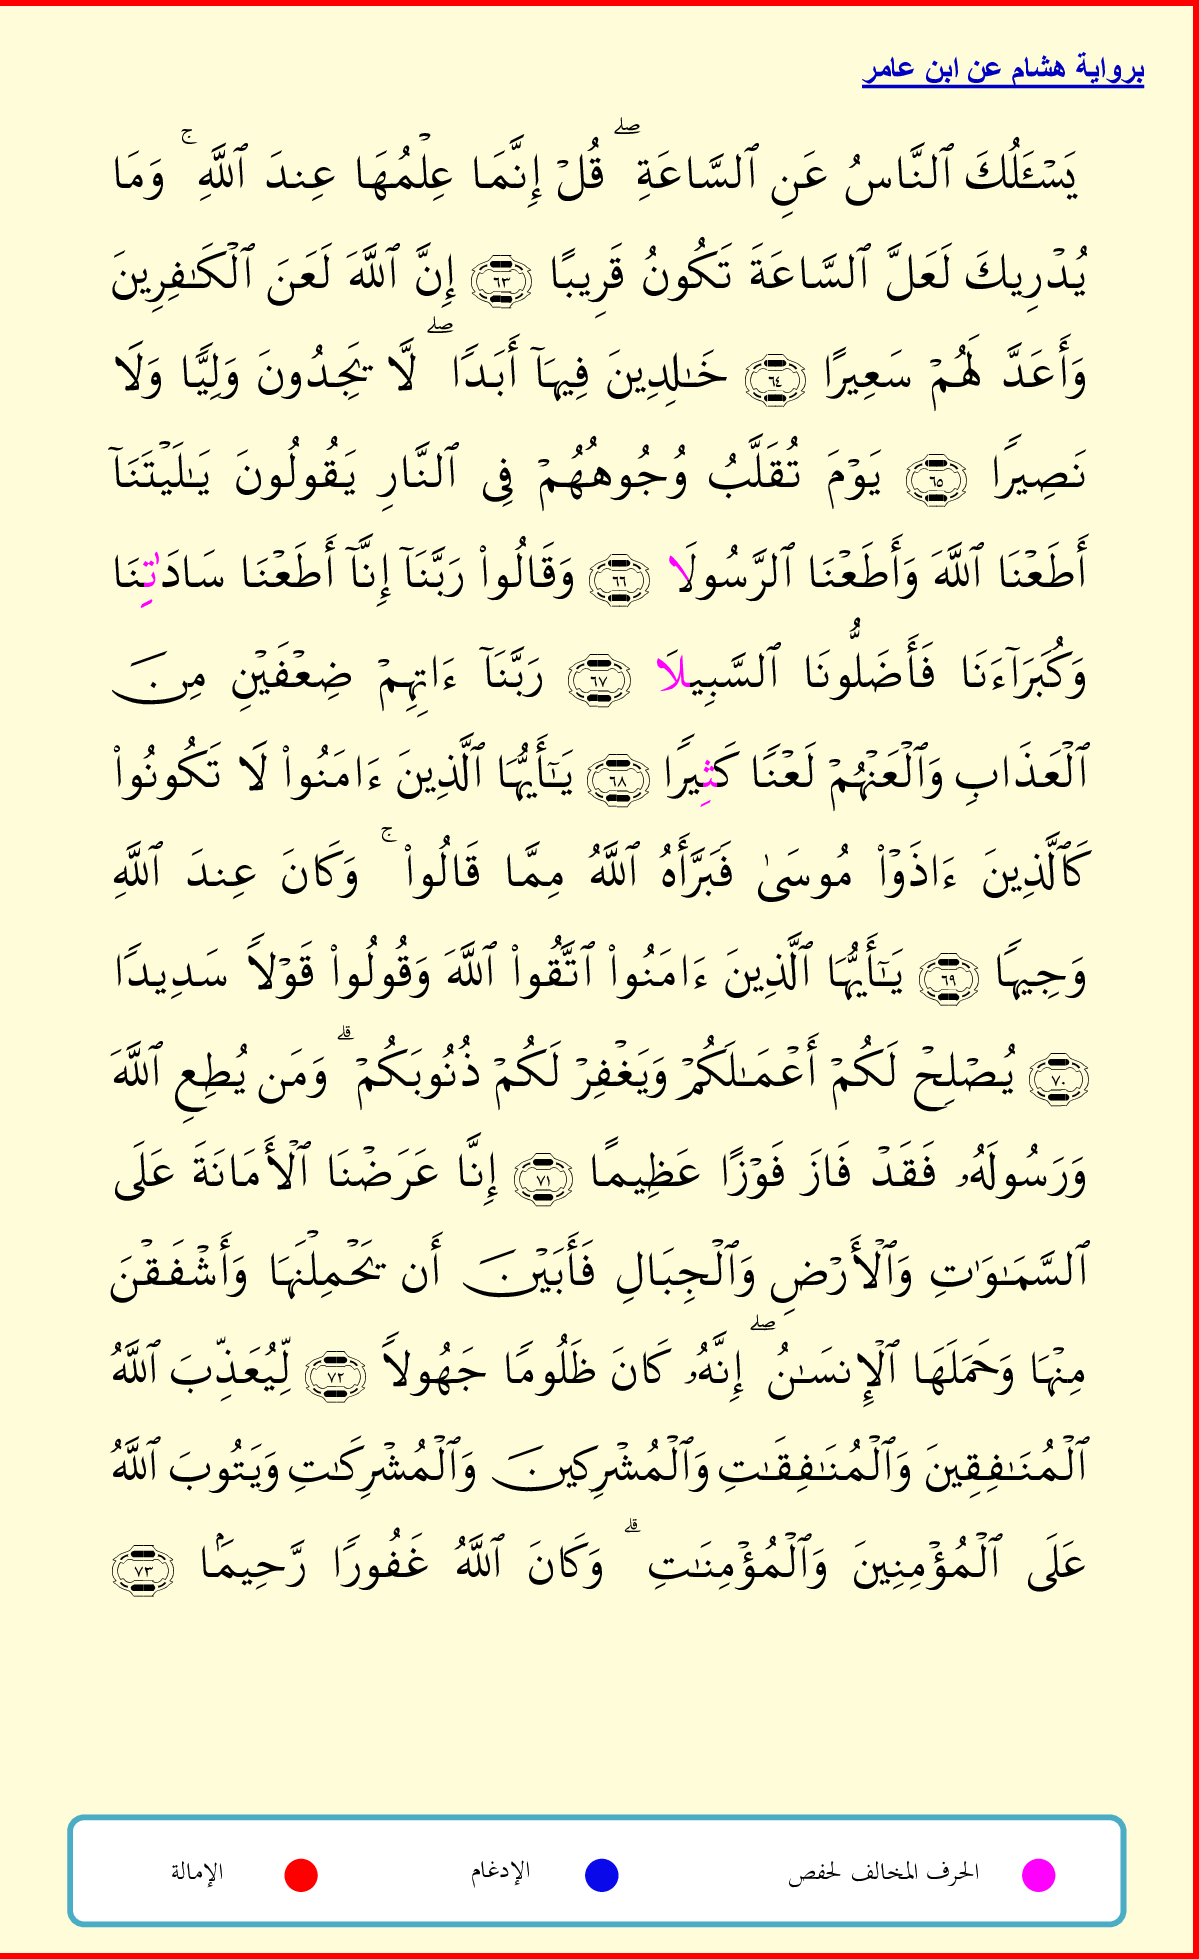 برواية هشام عن ابن عامر
يَسْـَٔلُكَ ٱلنَّاسُ عَنِ ٱلسَّاعَةِ ۖ قُلْ إِنَّمَا عِلْمُهَا عِندَ ٱللَّهِ ۚ وَمَا
يُدْرِيكَ لَعَلَّ ٱلسَّاعَةَ تَكُونُ قَرِيبًا ٦٣ إِنَّ ٱللَّهَ لَعَنَ ٱلْكَـٰفِرِينَ
وَأَعَدَّ لَهُمْ سَعِيرًا ٦٤ خَـٰلِدِينَ فِيهَآ أَبَدًا ۖ لَّا يَجِدُونَ وَلِيًّا وَلَا
نَصِيرًا ٦٥ يَوْمَ تُقَلَّبُ وُجُوهُهُمْ فِى ٱلنَّارِ يَقُولُونَ يَـٰلَيْتَنَآ
أَطَعْنَا ٱللَّهَ وَأَطَعْنَا ٱلرَّسُولَا ٦٦ وَقَالُوا۟ رَبَّنَآ إِنَّآ أَطَعْنَا سَادَٰتِنَا
وَكُبَرَآءَنَا فَأَضَلُّونَا ٱلسَّبِيلَا ٦٧ رَبَّنَآ ءَاتِهِمْ ضِعْفَيْنِ مِنَ
ٱلْعَذَابِ وَٱلْعَنْهُمْ لَعْنًا كَثِيرًا ٦٨ يَـٰٓأَيُّهَا ٱلَّذِينَ ءَامَنُوا۟ لَا تَكُونُوا۟
كَٱلَّذِينَ ءَاذَوْا۟ مُوسَىٰ فَبَرَّأَهُ ٱللَّهُ مِمَّا قَالُوا۟ ۚ وَكَانَ عِندَ ٱللَّهِ
وَجِيهًا ٦٩ يَـٰٓأَيُّهَا ٱلَّذِينَ ءَامَنُوا۟ ٱتَّقُوا۟ ٱللَّهَ وَقُولُوا۟ قَوْلًا سَدِيدًا
٧٠ يُصْلِحْ لَكُمْ أَعْمَـٰلَكُمْ وَيَغْفِرْ لَكُمْ ذُنُوبَكُمْ ۗ وَمَن يُطِعِ ٱللَّهَ
وَرَسُولَهُۥ فَقَدْ فَازَ فَوْزًا عَظِيمًا ٧١ إِنَّا عَرَضْنَا ٱلْأَمَانَةَ عَلَى
ٱلسَّمَـٰوَٰتِ وَٱلْأَرْضِ وَٱلْجِبَالِ فَأَبَيْنَ أَن يَحْمِلْنَهَا وَأَشْفَقْنَ
مِنْهَا وَحَمَلَهَا ٱلْإِنسَـٰنُ ۖ إِنَّهُۥ كَانَ ظَلُومًا جَهُولًا ٧٢ لِّيُعَذِّبَ ٱللَّهُ
ٱلْمُنَـٰفِقِينَ وَٱلْمُنَـٰفِقَـٰتِ وَٱلْمُشْرِكِينَ وَٱلْمُشْرِكَـٰتِ وَيَتُوبَ ٱللَّهُ
عَلَى ٱلْمُؤْمِنِينَ وَٱلْمُؤْمِنَـٰتِ ۗ وَكَانَ ٱللَّهُ غَفُورًا رَّحِيمًۢا ٧٣
الحرف المخالف لحفص الإدغام الإمالة